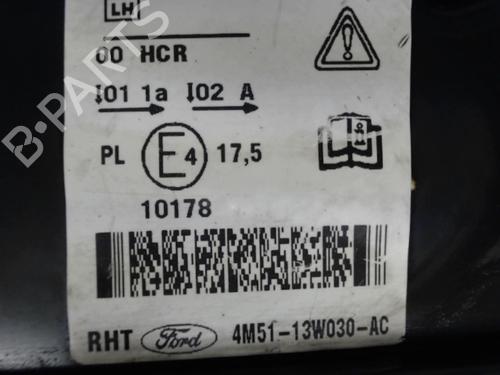 LH
00 HCR
↓01 1a ↓02 A
PL E4 17,5
10178
RHT Ford 4M51-13W030-AC
B-PARTS